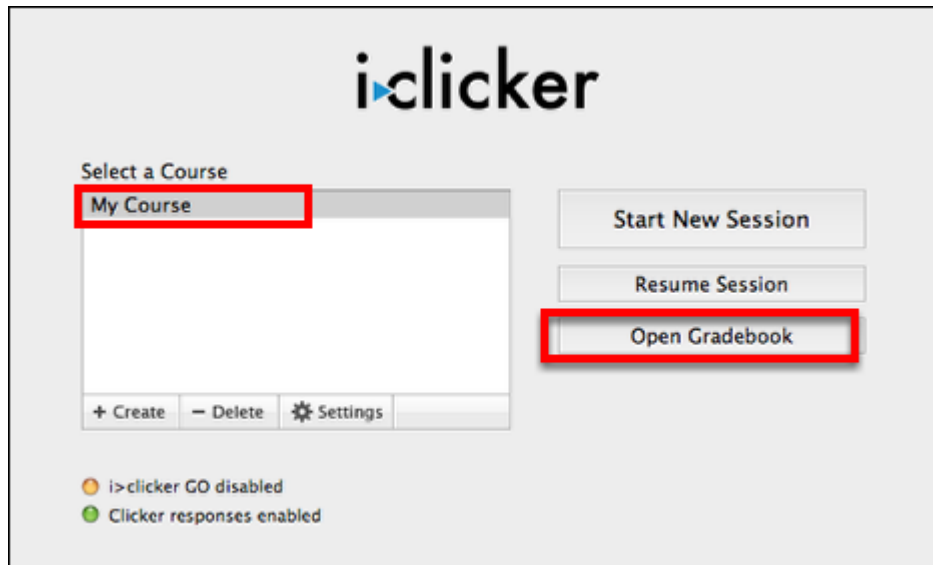 i▸clicker
Select a Course
My Course
Start New Session
Resume Session
Open Gradebook
+ Create
− Delete
Settings
i>clicker GO disabled
Clicker responses enabled